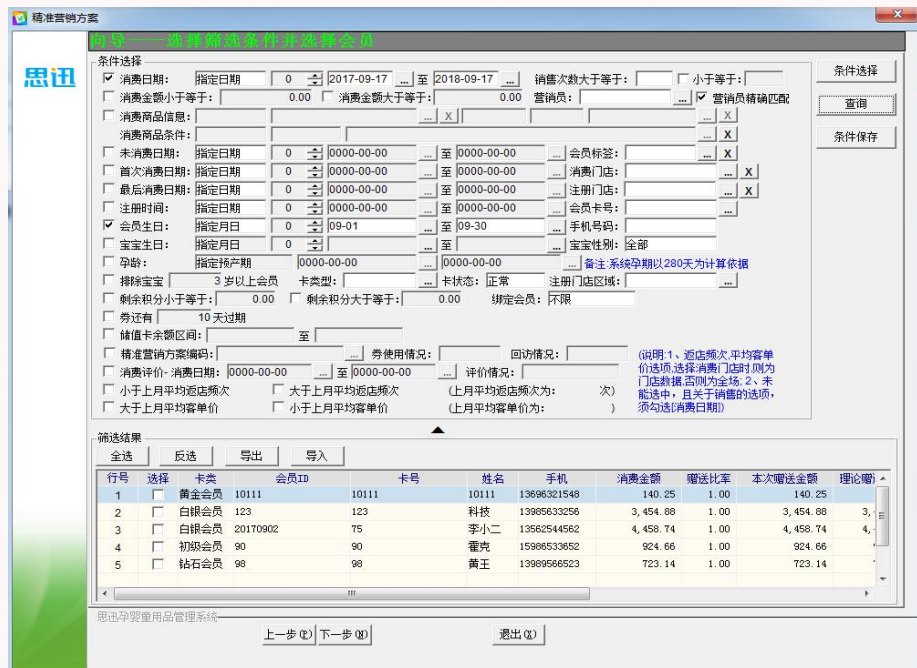 精准营销方案
向导——选择筛选条件并选择会员
思迅
条件选择
消费日期: 指定日期 0 2017-09-17 ... 至 2018-09-17 ... 销售次数大于等于: 小于等于:
消费金额小于等于: 0.00 消费金额大于等于: 0.00 营销员: ... 营销员精确匹配
消费商品信息: ... X ... X
消费商品条件: ... X
未消费日期: 指定日期 0 0000-00-00 ... 至 0000-00-00 ... 会员标签: ... X
首次消费日期: 指定日期 0 0000-00-00 ... 至 0000-00-00 ... 消费门店: ... X
最后消费日期: 指定日期 0 0000-00-00 ... 至 0000-00-00 ... 注册门店: ... X
注册时间: 指定日期 0 0000-00-00 ... 至 0000-00-00 ... 会员卡号: ...
会员生日: 指定月日 0 09-01 ... 至 09-30 ... 手机号码:
宝宝生日: 指定月日 0 ... 至 ... 宝宝性别: 全部
孕龄: 指定预产期 0000-00-00 ... 0000-00-00 ... 备注:系统孕期以280天为计算依据
排除宝宝 3 岁以上会员 卡类型: ... 卡状态: 正常 注册门店区域: ...
剩余积分小于等于: 0.00 剩余积分大于等于: 0.00 绑定会员: 不限
券还有 10 天过期
储值卡余额区间: 至
精准营销方案编码: ... 券使用情况: 回访情况:
消费评价-消费日期: 0000-00-00 ... 至 0000-00-00 ... 评价情况:
小于上月平均返店频次 大于上月平均返店频次 (上月平均返店频次为: 次)
大于上月平均客单价 小于上月平均客单价 (上月平均客单价为: )
(说明:1、返店频次,平均客单
价选项,选择消费门店时,则为
门店数据,否则为全场; 2、未
能选中,且关于销售的选项,
须勾选[消费日期])
条件选择
查询
条件保存
筛选结果
全选 反选 导出 导入
行号 选择 卡类 会员ID 卡号 姓名 手机 消费金额 赠送比率 本次赠送金额 理论赠
1 黄金会员 10111 10111 10111 13696321548 140.25 1.00 140.25
2 白银会员 123 123 科技 13985633256 3,454.88 1.00 3,454.88 3,
3 白银会员 20170902 75 李小二 13562544562 4,458.74 1.00 4,458.74 4,
4 初级会员 90 90 霍克 15986533652 924.66 1.00 924.66
5 钻石会员 98 98 黄王 13989566523 723.14 1.00 723.14
思迅孕婴童用品管理系统
上一步(P) 下一步(N) 退出(X)